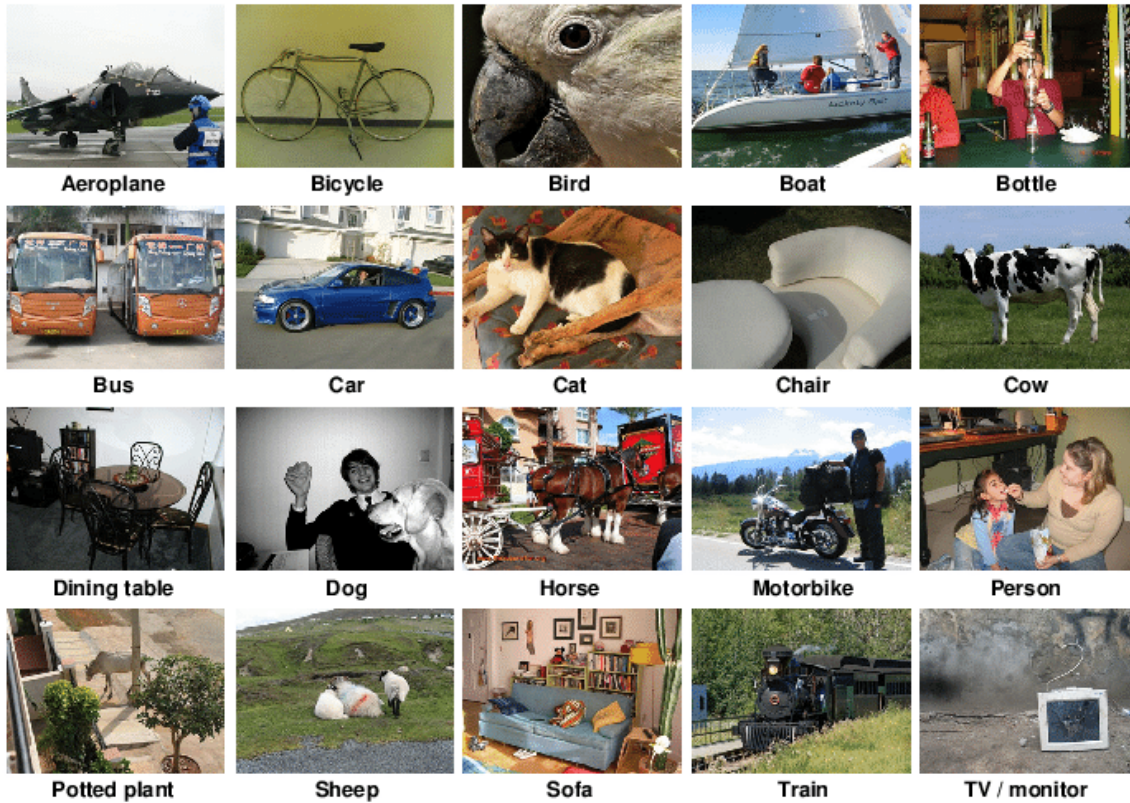 Aeroplane
Bicycle
Bird
Boat
Bottle
Bus
Car
Cat
Chair
Cow
Dining table
Dog
Horse
Motorbike
Person
Potted plant
Sheep
Sofa
Train
TV / monitor